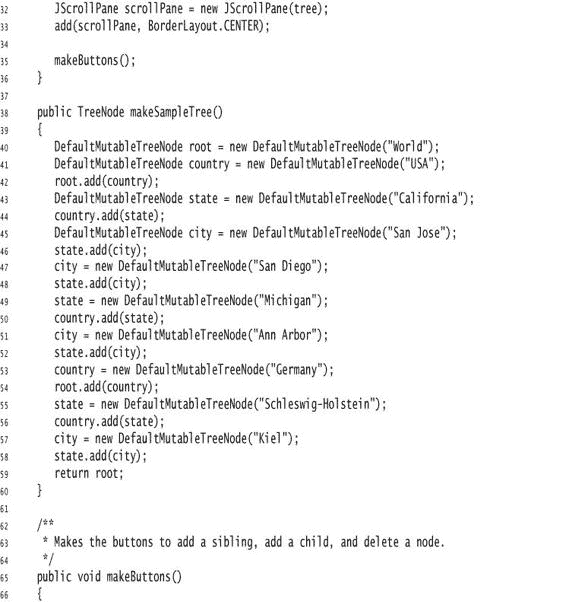 32 JScrollPane scrollPane = new JScrollPane(tree);
33 add(scrollPane, BorderLayout.CENTER);
34
35 makeButtons();
36 }
37
38 public TreeNode makeSampleTree()
39 {
40 DefaultMutableTreeNode root = new DefaultMutableTreeNode("World");
41 DefaultMutableTreeNode country = new DefaultMutableTreeNode("USA");
42 root.add(country);
43 DefaultMutableTreeNode state = new DefaultMutableTreeNode("California");
44 country.add(state);
45 DefaultMutableTreeNode city = new DefaultMutableTreeNode("San Jose");
46 state.add(city);
47 city = new DefaultMutableTreeNode("San Diego");
48 state.add(city);
49 state = new DefaultMutableTreeNode("Michigan");
50 country.add(state);
51 city = new DefaultMutableTreeNode("Ann Arbor");
52 state.add(city);
53 country = new DefaultMutableTreeNode("Germany");
54 root.add(country);
55 state = new DefaultMutableTreeNode("Schleswig-Holstein");
56 country.add(state);
57 city = new DefaultMutableTreeNode("Kiel");
58 state.add(city);
59 return root;
60 }
61
62 /**
63 * Makes the buttons to add a sibling, add a child, and delete a node.
64 */
65 public void makeButtons()
66 {